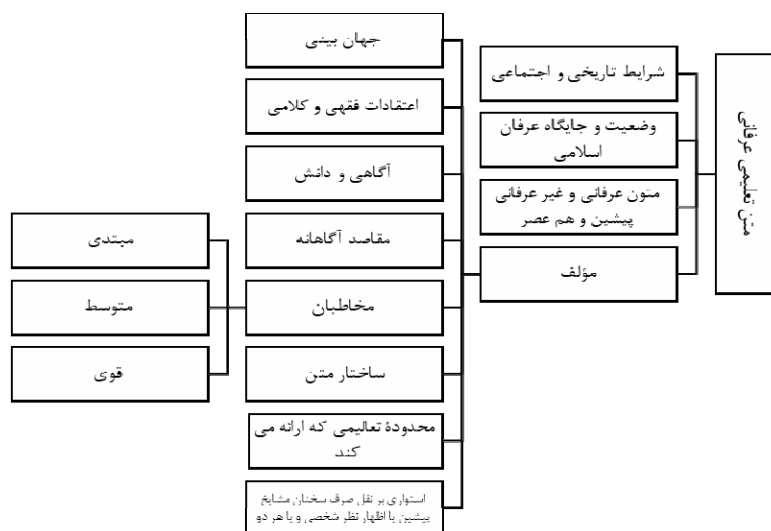 متن تعلیمی عرفانی
شرایط تاریخی و اجتماعی
وضعیت و جایگاه عرفان
اسلامی
متون عرفانی و غیر عرفانی
پیشین و هم عصر
مؤلف
جهان بینی
اعتقادات فقهی و کلامی
آگاهی و دانش
مقاصد آگاهانه
مخاطبان
ساختار متن
محدودۀ تعالیمی که ارائه می
کند
استواری بر نقل صرف سخنان مشایخ
پیشین یا اظهار نظر شخصی و یا هر دو
مبتدی
متوسط
قوی